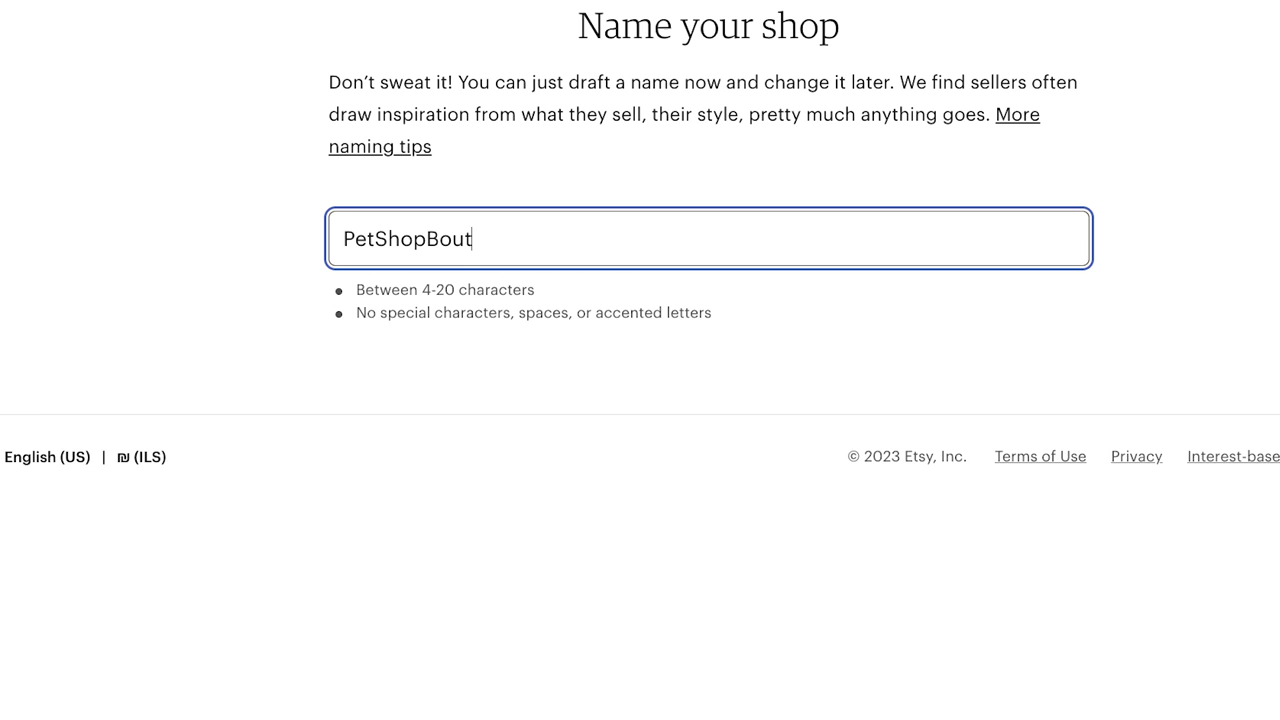 Name your shop
Don’t sweat it! You can just draft a name now and change it later. We find sellers often
draw inspiration from what they sell, their style, pretty much anything goes. More
naming tips
PetShopBout
Between 4-20 characters
No special characters, spaces, or accented letters
English (US) | ₪ (ILS)
© 2023 Etsy, Inc. Terms of Use Privacy Interest-base